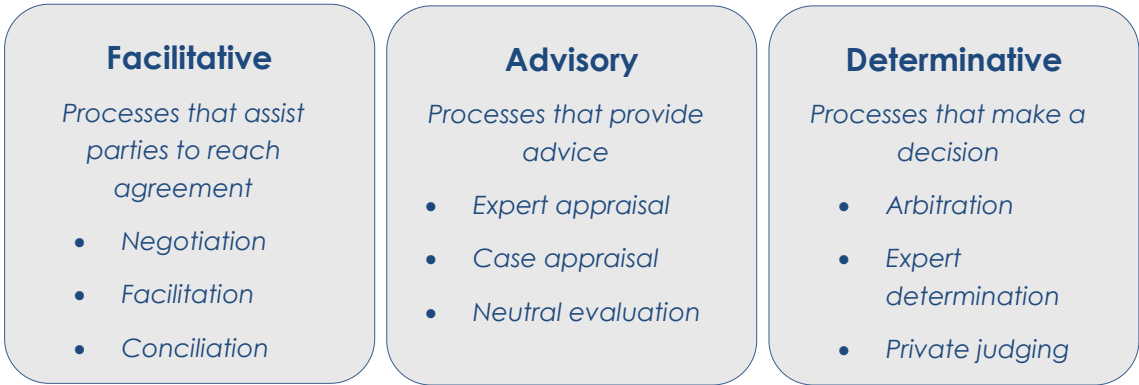 Facilitative
Processes that assist
parties to reach
agreement
• Negotiation
• Facilitation
• Conciliation
Advisory
Processes that provide
advice
• Expert appraisal
• Case appraisal
• Neutral evaluation
Determinative
Processes that make a
decision
• Arbitration
• Expert
determination
• Private judging